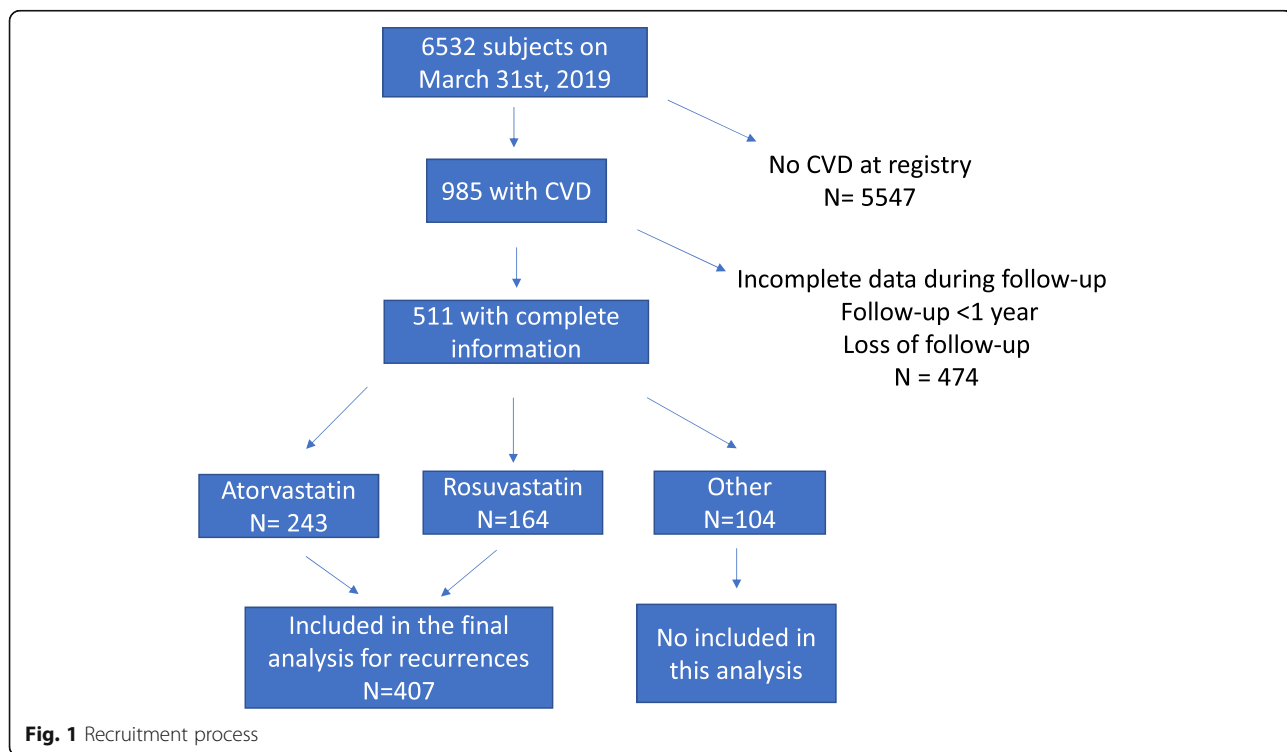 6532 subjects on
March 31st, 2019
No CVD at registry
N= 5547
985 with CVD
Incomplete data during follow-up
Follow-up <1 year
Loss of follow-up
N = 474
511 with complete
information
Atorvastatin
N= 243
Rosuvastatin
N=164
Other
N=104
Included in the final
analysis for recurrences
N=407
No included in
this analysis
Fig. 1 Recruitment process